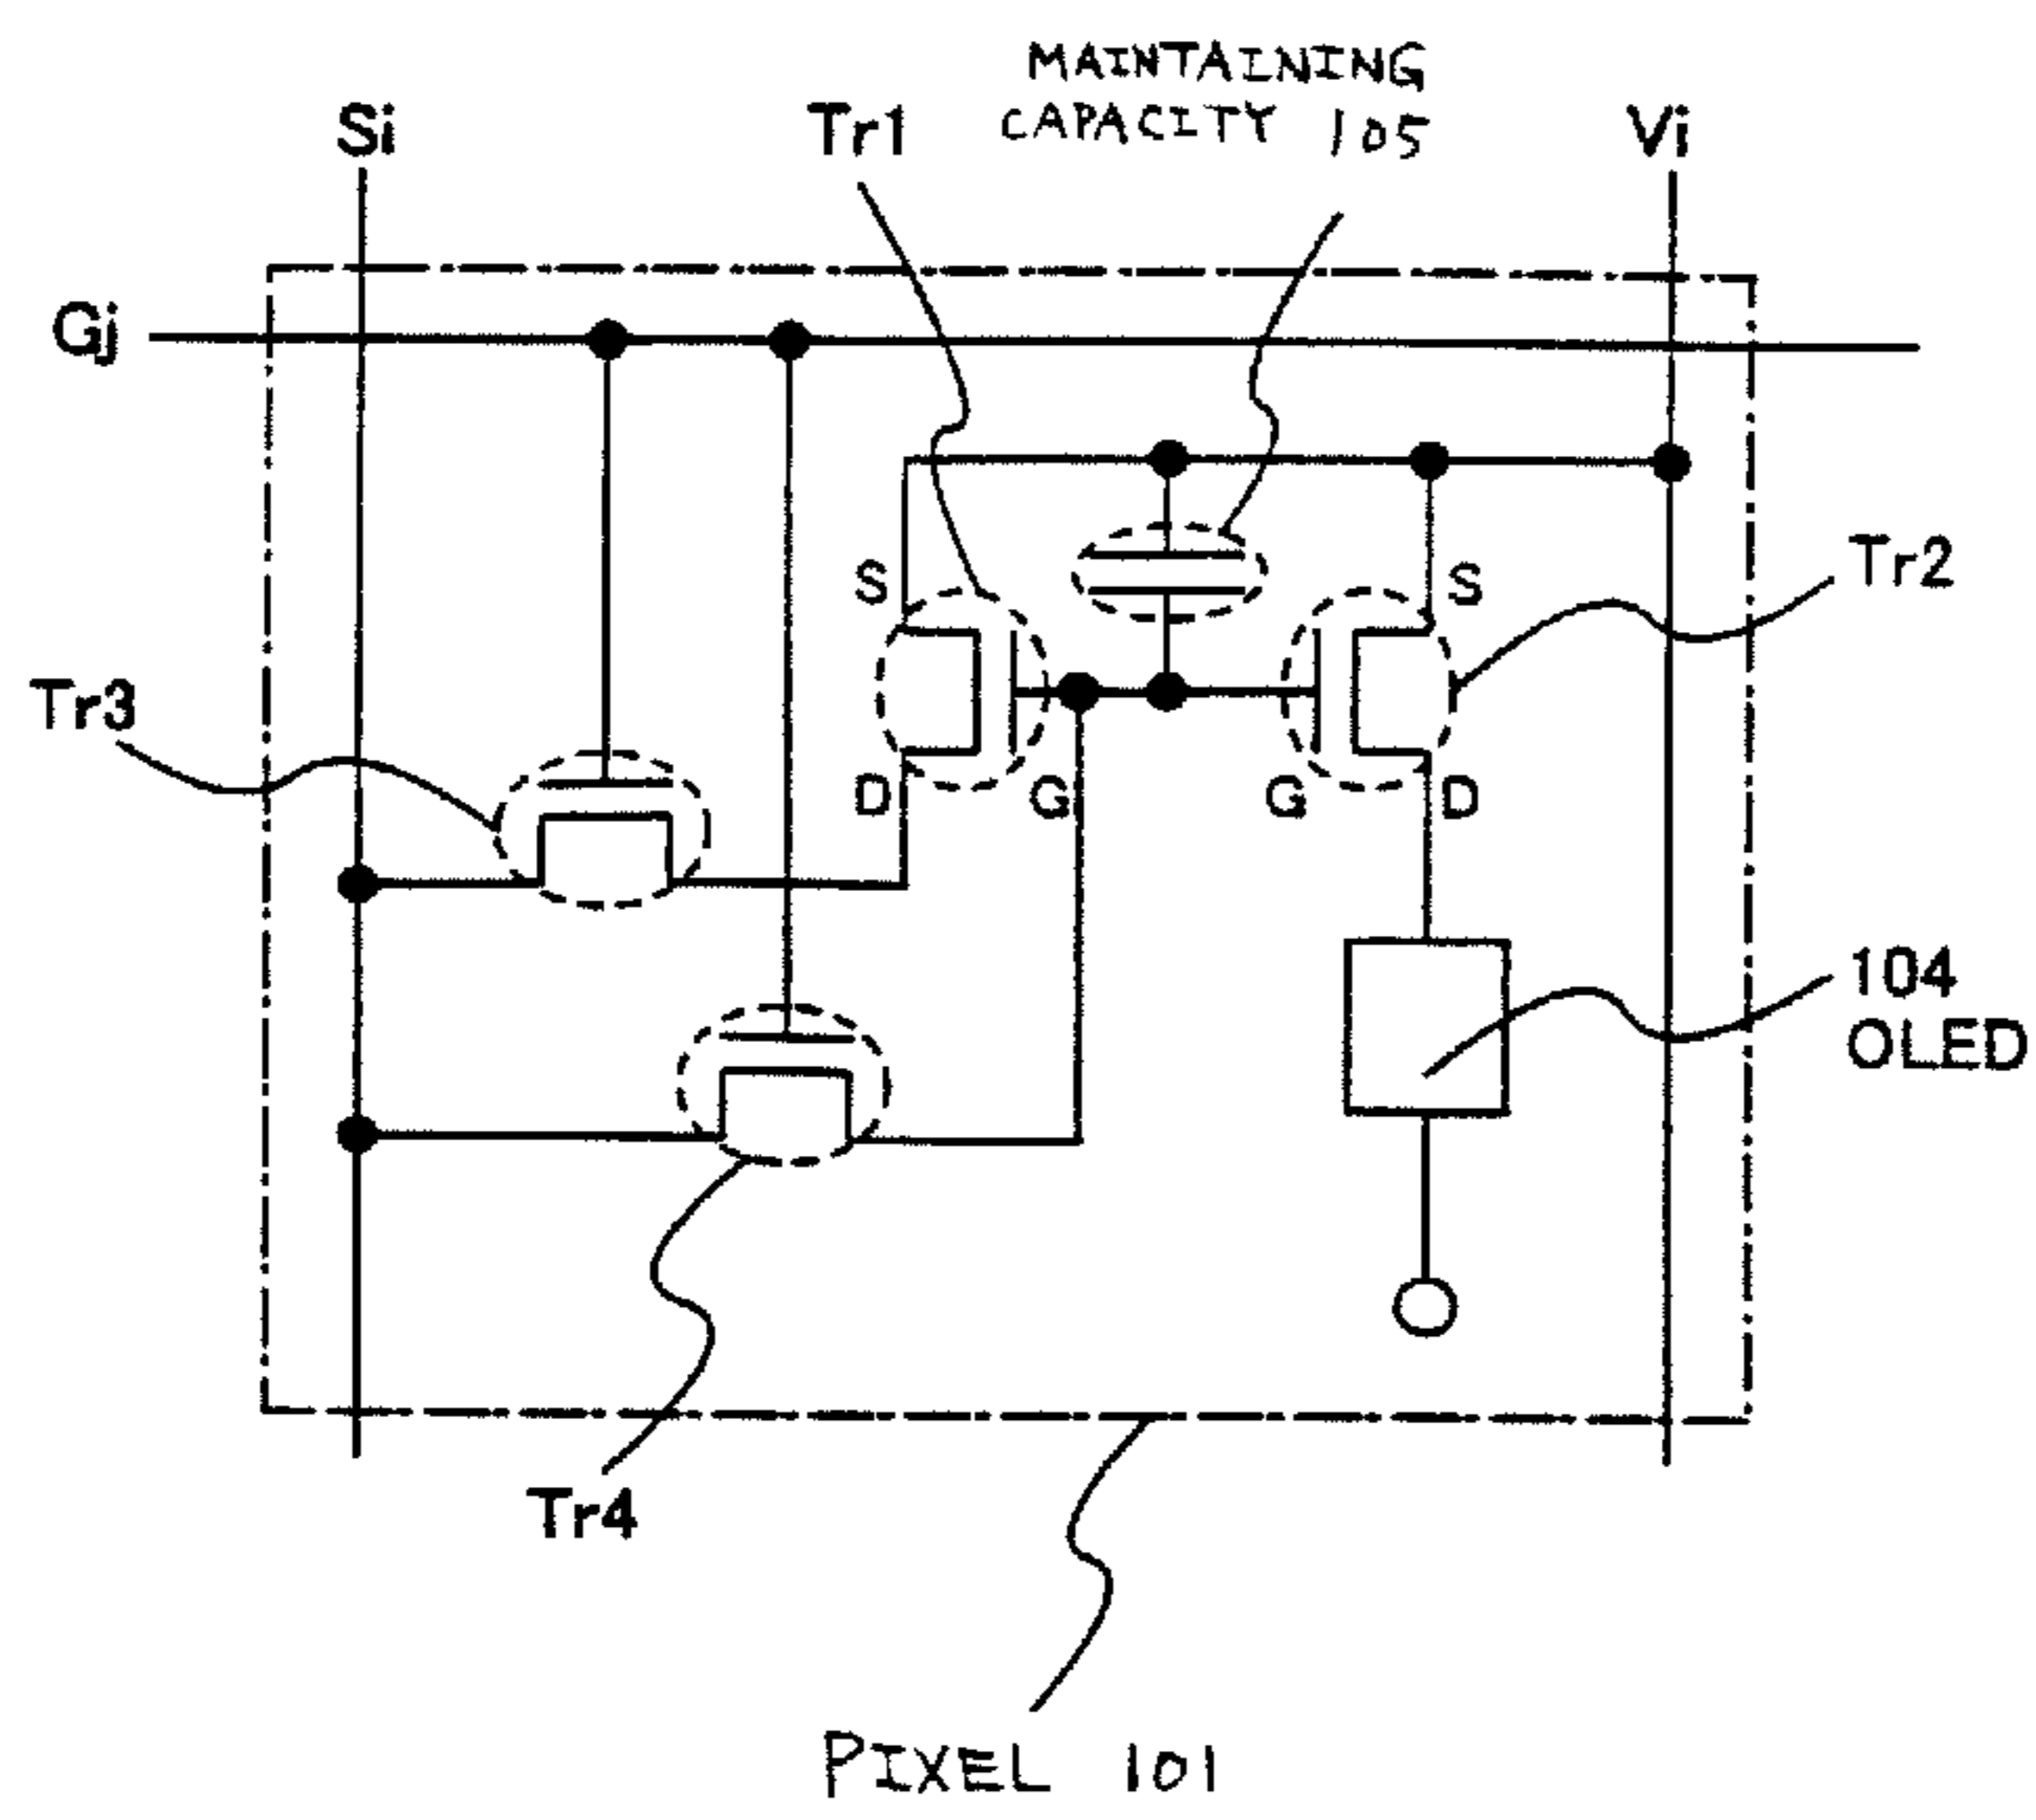 MAINTAINING
CAPACITY 105
Si
Tr1
Vi
Gj
Tr2
S
S
Tr3
D
G
G
D
104
OLED
Tr4
PIXEL 101